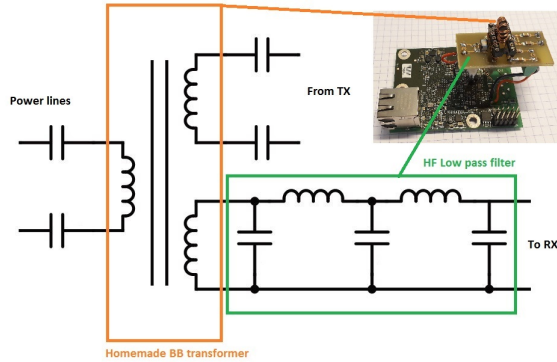 Power lines
From TX
HF Low pass filter
To RX
Homemade BB transformer